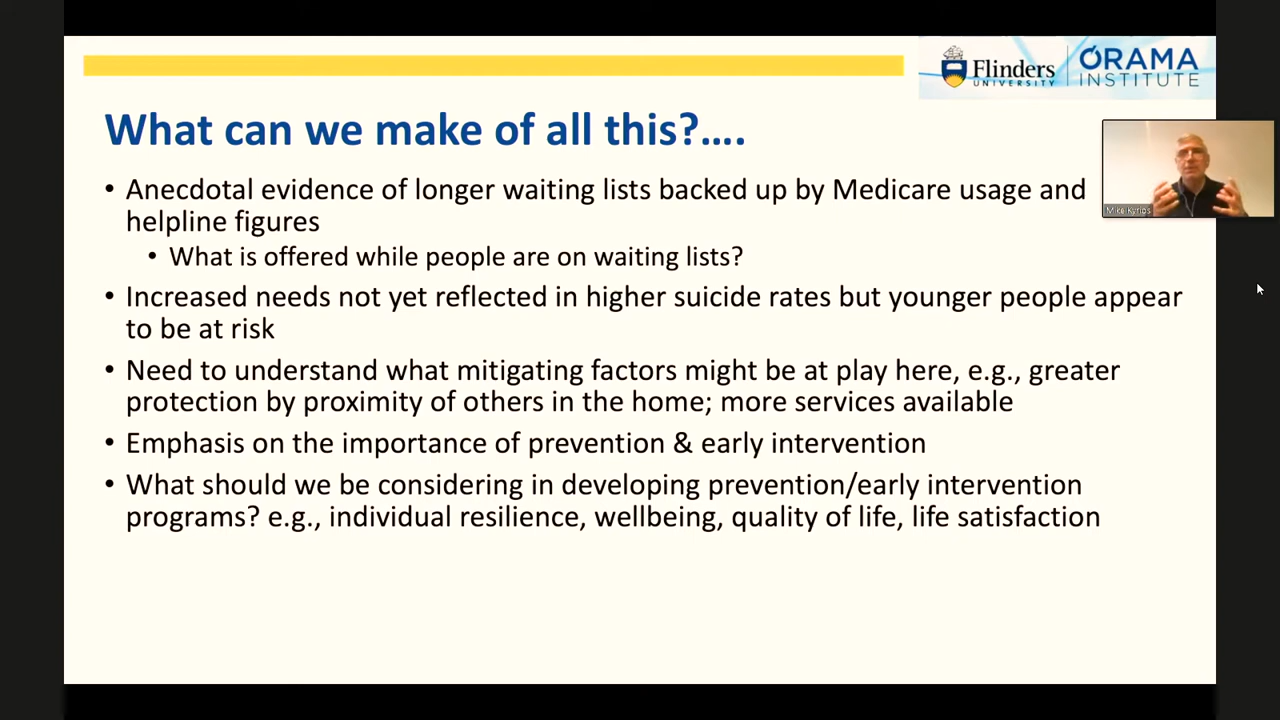 Flinders
UNIVERSITY
ÓRAMA
INSTITUTE
What can we make of all this?....
• Anecdotal evidence of longer waiting lists backed up by Medicare usage and
helpline figures
• What is offered while people are on waiting lists?
• Increased needs not yet reflected in higher suicide rates but younger people appear
to be at risk
• Need to understand what mitigating factors might be at play here, e.g., greater
protection by proximity of others in the home; more services available
• Emphasis on the importance of prevention & early intervention
• What should we be considering in developing prevention/early intervention
programs? e.g., individual resilience, wellbeing, quality of life, life satisfaction
Mike Kyrios